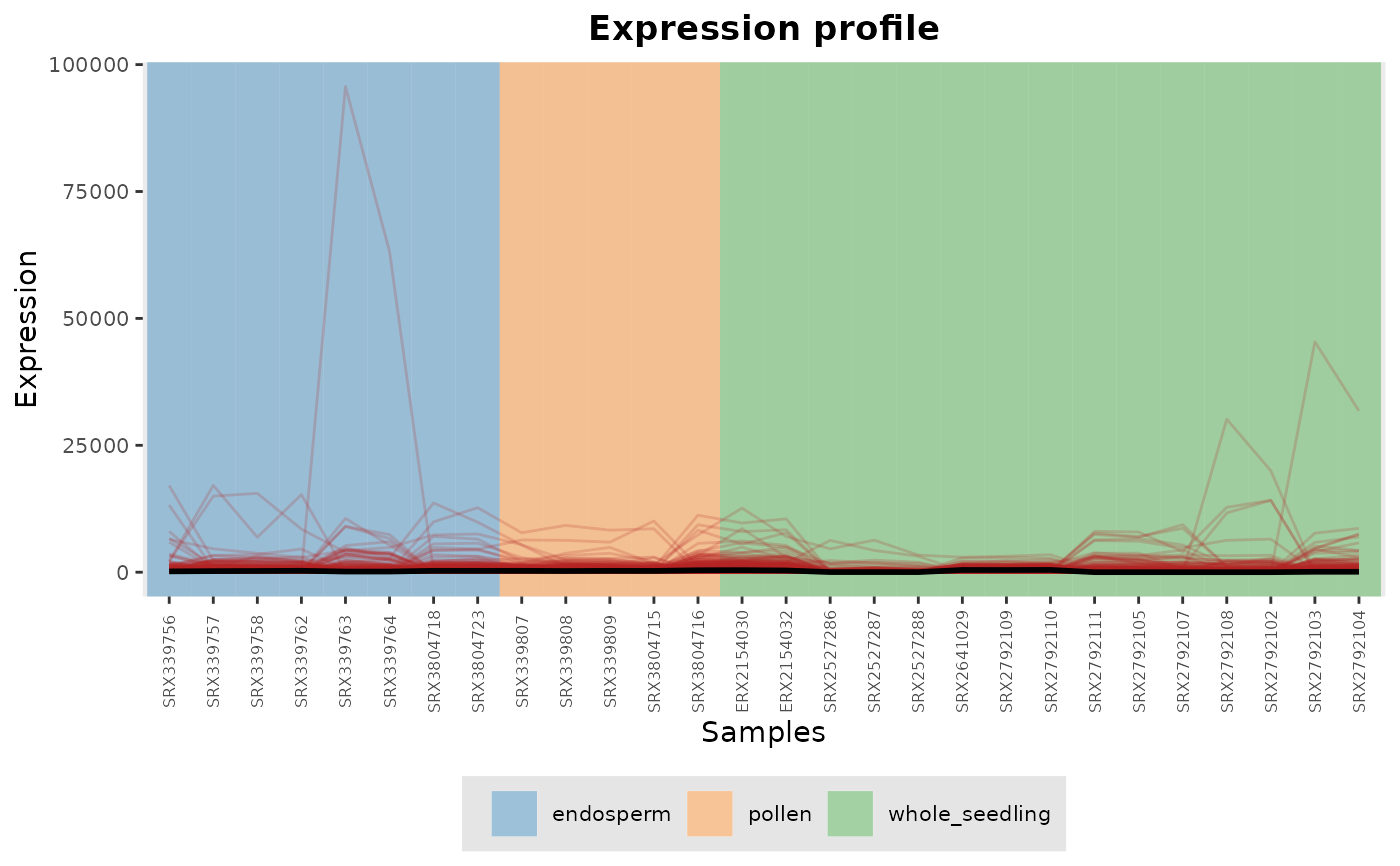 Expression profile
100000
75000
50000
25000
0
Expression
SRX339756
SRX339757
SRX339758
SRX339762
SRX339763
SRX339764
SRX3804718
SRX3804723
SRX339807
SRX339808
SRX339809
SRX3804715
SRX3804716
ERX2154030
ERX2154032
SRX2527286
SRX2527287
SRX2527288
SRX2641029
SRX2792109
SRX2792110
SRX2792111
SRX2792105
SRX2792107
SRX2792108
SRX2792102
SRX2792103
SRX2792104
Samples
endosperm pollen whole_seedling